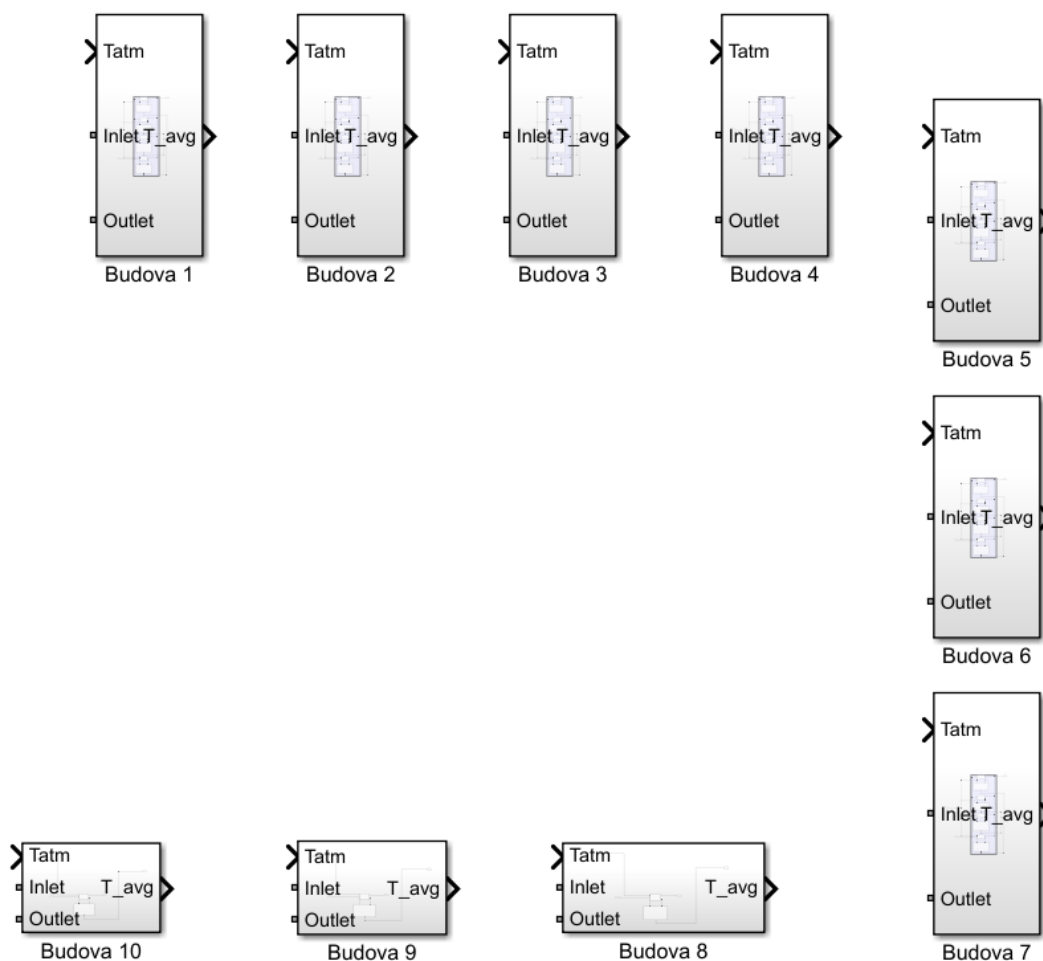 Tatm
Inlet T_avg
Outlet
Budova 1
Tatm
Inlet T_avg
Outlet
Budova 2
Tatm
Inlet T_avg
Outlet
Budova 3
Tatm
Inlet T_avg
Outlet
Budova 4
Tatm
Inlet T_avg
Outlet
Budova 5
Tatm
Inlet T_avg
Outlet
Budova 6
Tatm
Inlet T_avg
Outlet
Budova 7
Tatm
Inlet T_avg
Outlet
Budova 10
Tatm
Inlet T_avg
Outlet
Budova 9
Tatm
Inlet T_avg
Outlet
Budova 8